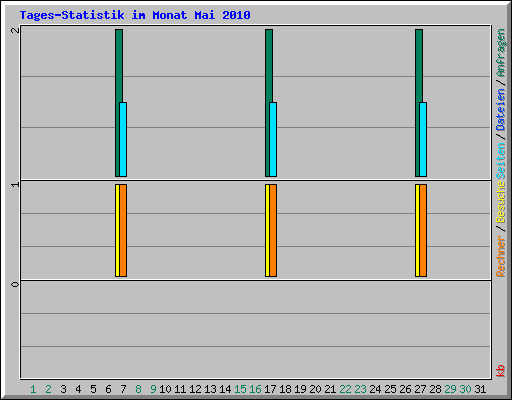 Tages-Statistik im Monat Mai 2010
2
1
0
Rechner / Besuche Seiten / Dateien / Anfragen
kb
1 2 3 4 5 6 7 8 9 10 11 12 13 14 15 16 17 18 19 20 21 22 23 24 25 26 27 28 29 30 31